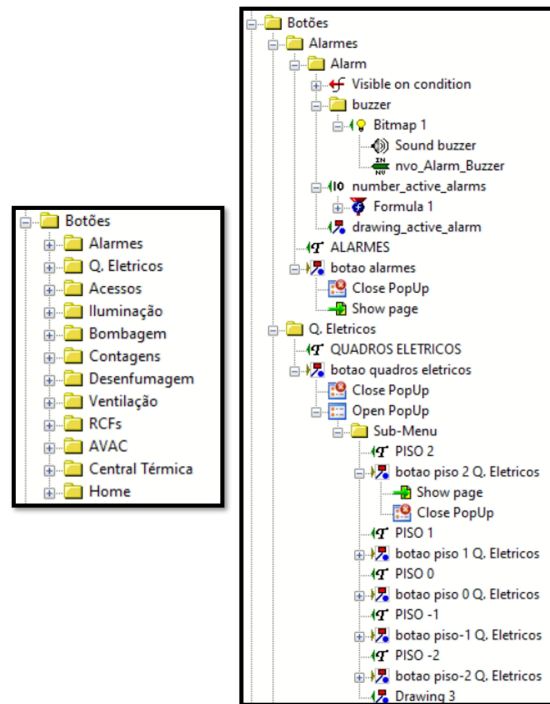 Botões
Alarmes
Q. Eletricos
Acessos
Iluminação
Bombagem
Contagens
Desenfumagem
Ventilação
RCFs
AVAC
Central Térmica
Home
Botões
Alarmes
Alarm
Visible on condition
buzzer
Bitmap 1
Sound buzzer
IN
NV
nvo_Alarm_Buzzer
IO number_active_alarms
Formula 1
drawing_active_alarm
T ALARMES
botao alarmes
Close PopUp
Show page
Q. Eletricos
T QUADROS ELETRICOS
botao quadros eletricos
Close PopUp
Open PopUp
Sub-Menu
T PISO 2
botao piso 2 Q. Eletricos
Show page
Close PopUp
T PISO 1
botao piso 1 Q. Eletricos
T PISO 0
botao piso 0 Q. Eletricos
T PISO -1
botao piso-1 Q. Eletricos
T PISO -2
botao piso-2 Q. Eletricos
Drawing 3